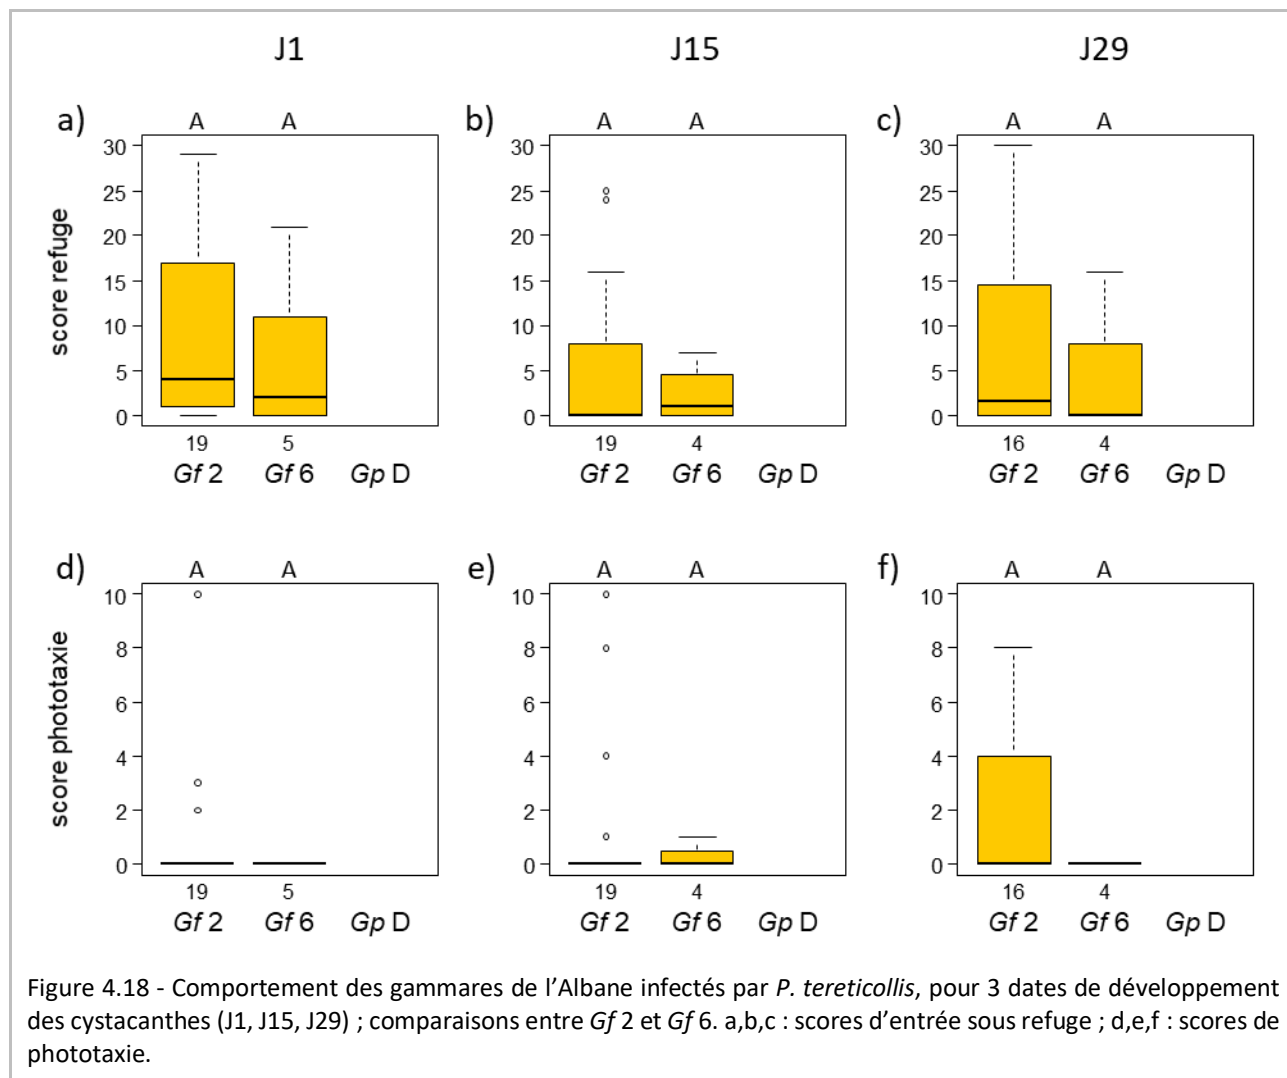 J1 J15 J29
a) b) c)
A A A A A A
score refuge
30 30 30
25 25 25
20 20 20
15 15 15
10 10 10
5 5 5
0 0 0
19 5 19 4 16 4
Gf 2 Gf 6 Gp D Gf 2 Gf 6 Gp D Gf 2 Gf 6 Gp D
d) e) f)
A A A A A A
score phototaxie
10 10 10
8 8 8
6 6 6
4 4 4
2 2 2
0 0 0
19 5 19 4 16 4
Gf 2 Gf 6 Gp D Gf 2 Gf 6 Gp D Gf 2 Gf 6 Gp D
Figure 4.18 - Comportement des gammares de l’Albane infectés par P. tereticollis, pour 3 dates de développement
des cystacanthes (J1, J15, J29) ; comparaisons entre Gf 2 et Gf 6. a,b,c : scores d’entrée sous refuge ; d,e,f : scores de
phototaxie.